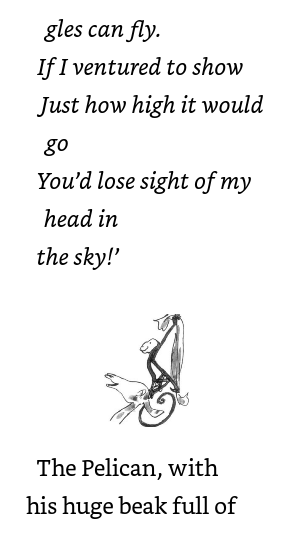 gles can fly.
If I ventured to show
Just how high it would
go
You’d lose sight of my
head in
the sky!’
The Pelican, with
his huge beak full of